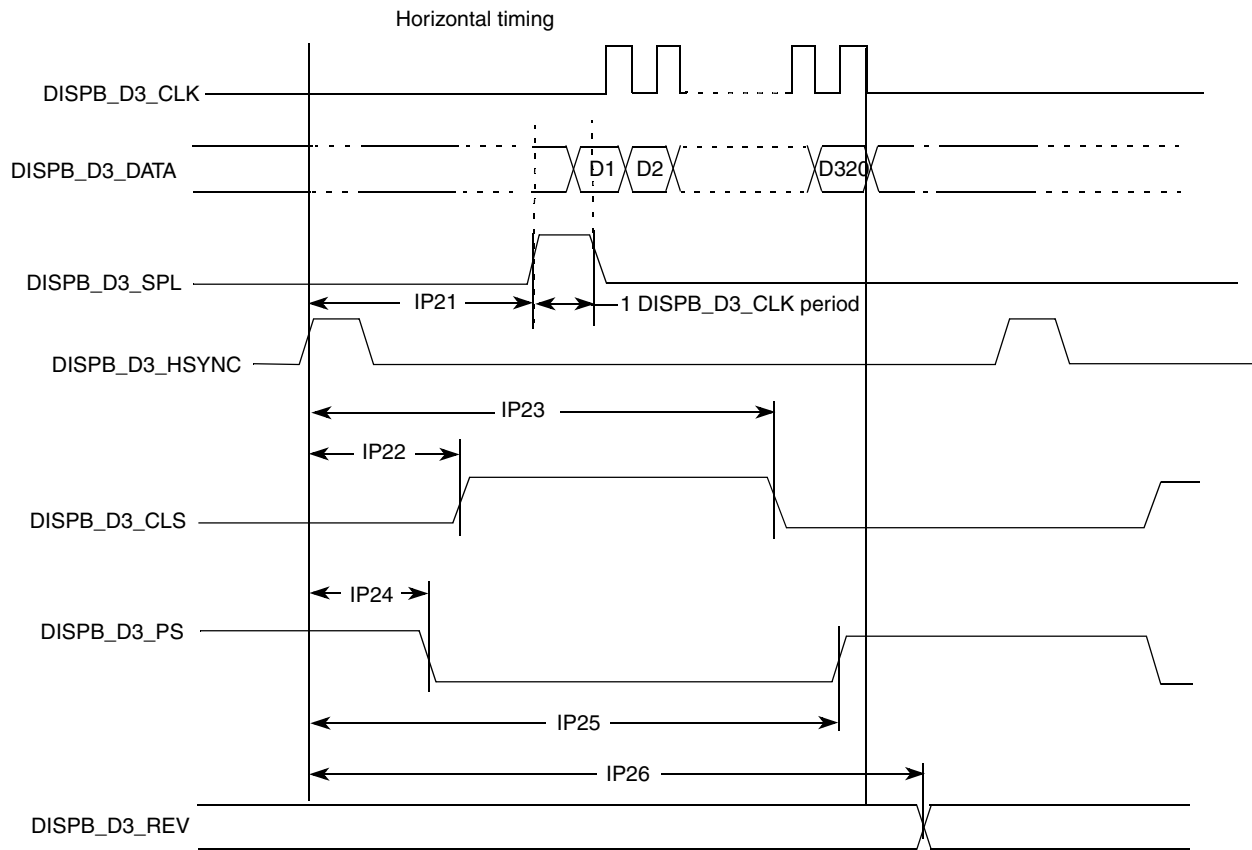 Horizontal timing
DISPB_D3_CLK
DISPB_D3_DATA
D1
D2
D320
DISPB_D3_SPL
IP21
1 DISPB_D3_CLK period
DISPB_D3_HSYNC
IP23
IP22
DISPB_D3_CLS
IP24
DISPB_D3_PS
IP25
IP26
DISPB_D3_REV